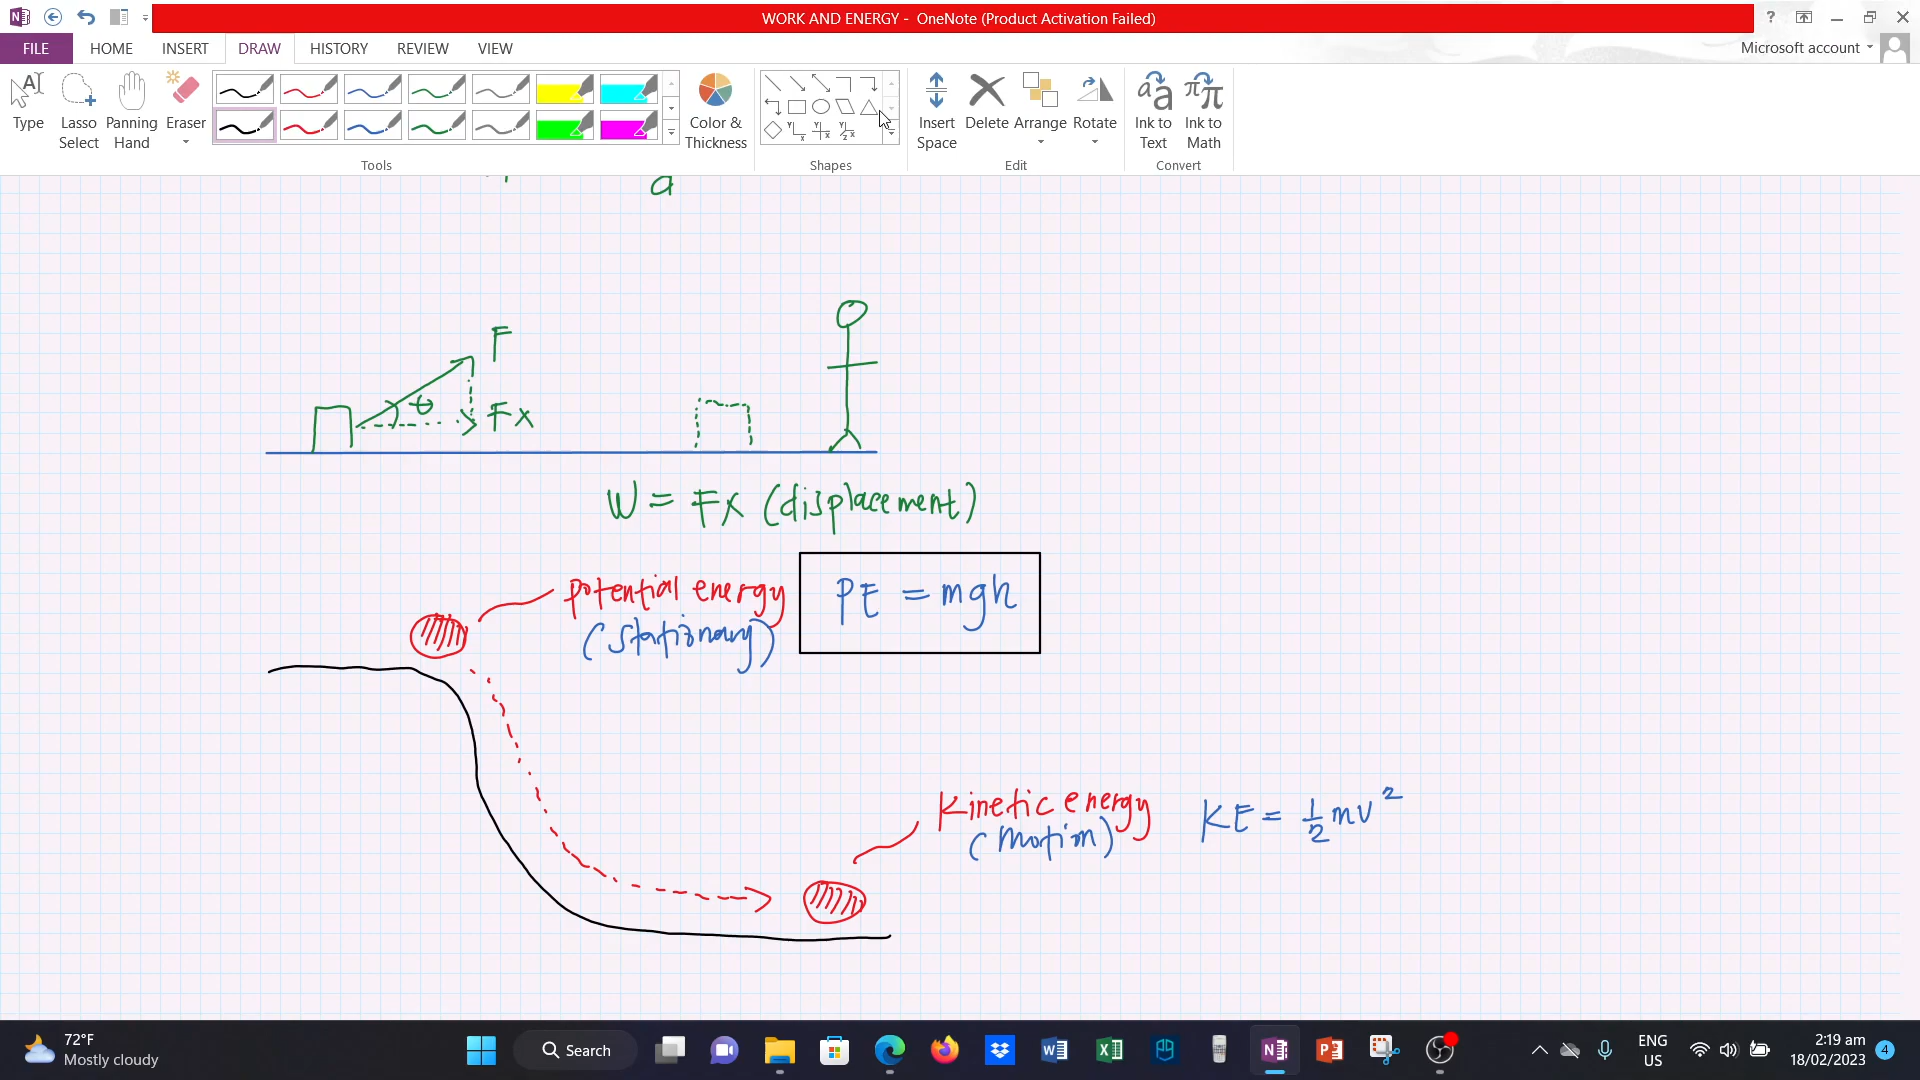 WORK AND ENERGY - OneNote (Product Activation Failed)
FILE HOME INSERT DRAW HISTORY REVIEW VIEW
Microsoft account
Type
Lasso Select
Panning Hand
Eraser
Color & Thickness
Insert Space
Delete
Arrange
Rotate
Ink to Text
Ink to Math
Tools
Shapes
Edit
Convert
a
F
θ
Fx
W = Fx (displacement)
potential energy
(stationary)
PE = mgh
Kinetic energy
(motion)
KE = ½mv²
72°F
Mostly cloudy
Search
ENG
US
2:19 am
18/02/2023
4